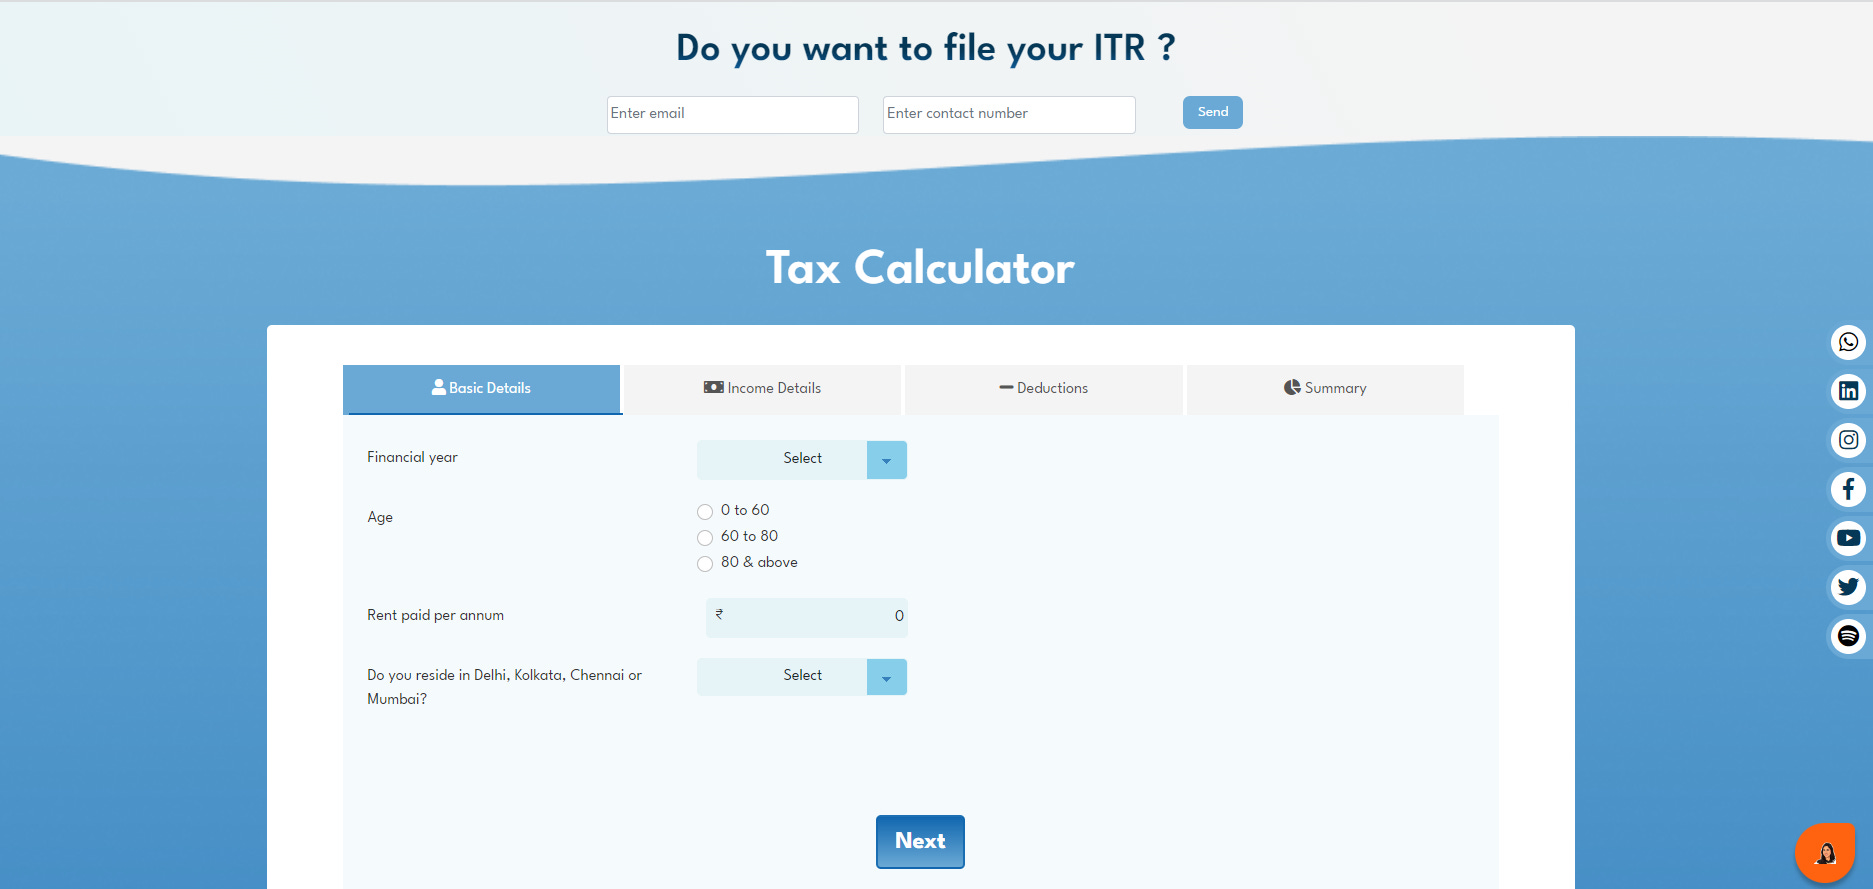 Do you want to file your ITR ?
Enter email
Enter contact number
Send
Tax Calculator
Basic Details
Income Details
Deductions
Summary
Financial year
Select
Age
0 to 60
60 to 80
80 & above
Rent paid per annum
₹ 0
Do you reside in Delhi, Kolkata, Chennai or
Mumbai?
Select
Next